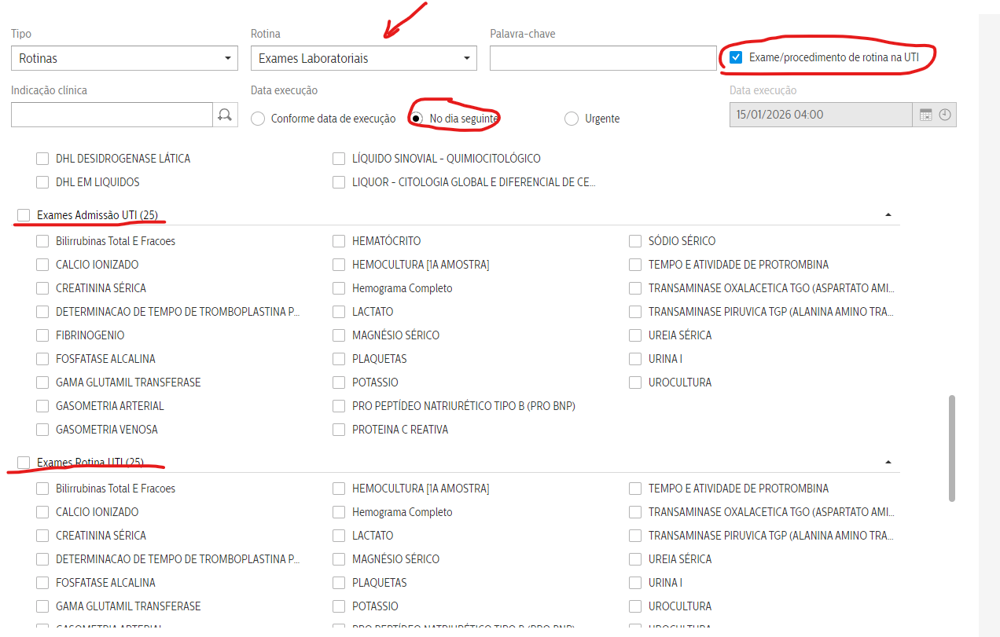 Tipo Rotina Palavra-chave
Rotinas Exames Laboratoriais Exame/procedimento de rotina na UTI
Indicação clínica Data execução Data execução
Conforme data de execução No dia seguinte Urgente 15/01/2026 04:00
DHL DESIDROGENASE LÁTICA LÍQUIDO SINOVIAL - QUIMIOCITOLÓGICO
DHL EM LIQUIDOS LIQUOR - CITOLOGIA GLOBAL E DIFERENCIAL DE CE...
Exames Admissão UTI (25)
Bilirrubinas Total E Fracoes HEMATÓCRITO SÓDIO SÉRICO
CALCIO IONIZADO HEMOCULTURA [1A AMOSTRA] TEMPO E ATIVIDADE DE PROTROMBINA
CREATININA SÉRICA Hemograma Completo TRANSAMINASE OXALACETICA TGO (ASPARTATO AMI...
DETERMINACAO DE TEMPO DE TROMBOPLASTINA P... LACTATO TRANSAMINASE PIRUVICA TGP (ALANINA AMINO TRA...
FIBRINOGENIO MAGNÉSIO SÉRICO UREIA SÉRICA
FOSFATASE ALCALINA PLAQUETAS URINA I
GAMA GLUTAMIL TRANSFERASE POTASSIO UROCULTURA
GASOMETRIA ARTERIAL PRO PEPTÍDEO NATRIURÉTICO TIPO B (PRO BNP)
GASOMETRIA VENOSA PROTEINA C REATIVA
Exames Rotina UTI (25)
Bilirrubinas Total E Fracoes HEMOCULTURA [1A AMOSTRA] TEMPO E ATIVIDADE DE PROTROMBINA
CALCIO IONIZADO Hemograma Completo TRANSAMINASE OXALACETICA TGO (ASPARTATO AMI...
CREATININA SÉRICA LACTATO TRANSAMINASE PIRUVICA TGP (ALANINA AMINO TRA...
DETERMINACAO DE TEMPO DE TROMBOPLASTINA P... MAGNÉSIO SÉRICO UREIA SÉRICA
FOSFATASE ALCALINA PLAQUETAS URINA I
GAMA GLUTAMIL TRANSFERASE POTASSIO UROCULTURA